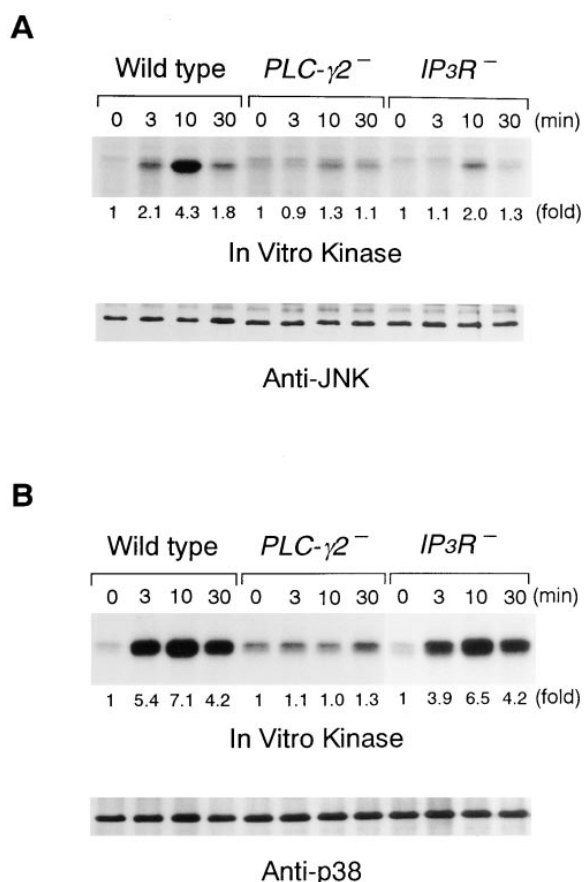 A
Wild type PLC-γ2⁻ IP₃R⁻
0 3 10 30 0 3 10 30 0 3 10 30 (min)
1 2.1 4.3 1.8 1 0.9 1.3 1.1 1 1.1 2.0 1.3 (fold)
In Vitro Kinase
Anti-JNK
B
Wild type PLC-γ2⁻ IP₃R⁻
0 3 10 30 0 3 10 30 0 3 10 30 (min)
1 5.4 7.1 4.2 1 1.1 1.0 1.3 1 3.9 6.5 4.2 (fold)
In Vitro Kinase
Anti-p38